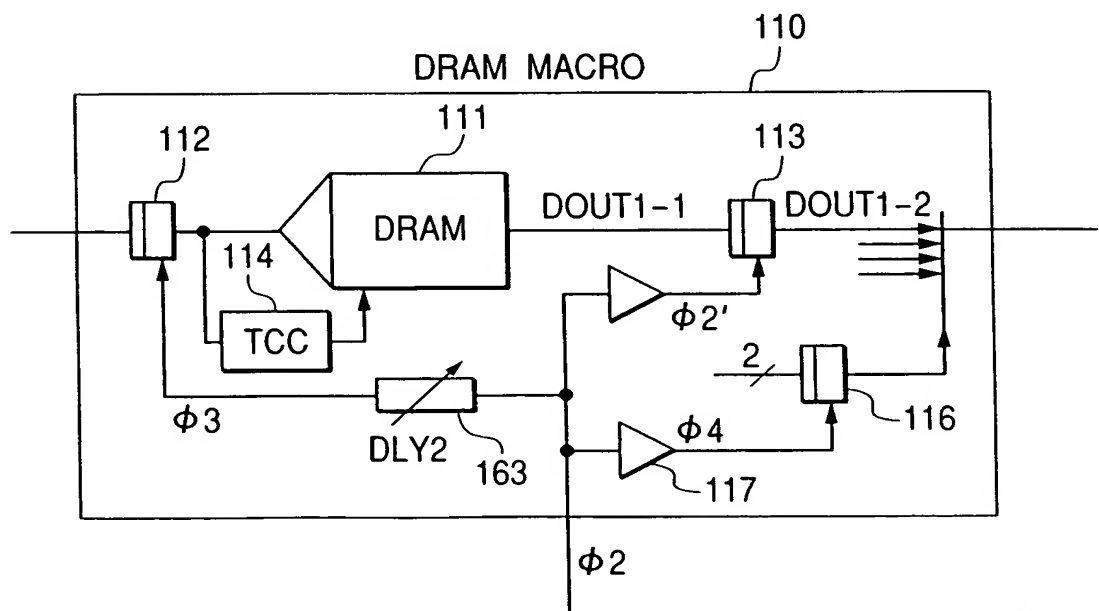 110
DRAM MACRO
112
111
113
DRAM
DOUT1-1
DOUT1-2
114
TCC
ϕ2'
2
116
ϕ3
DLY2
163
ϕ4
117
ϕ2